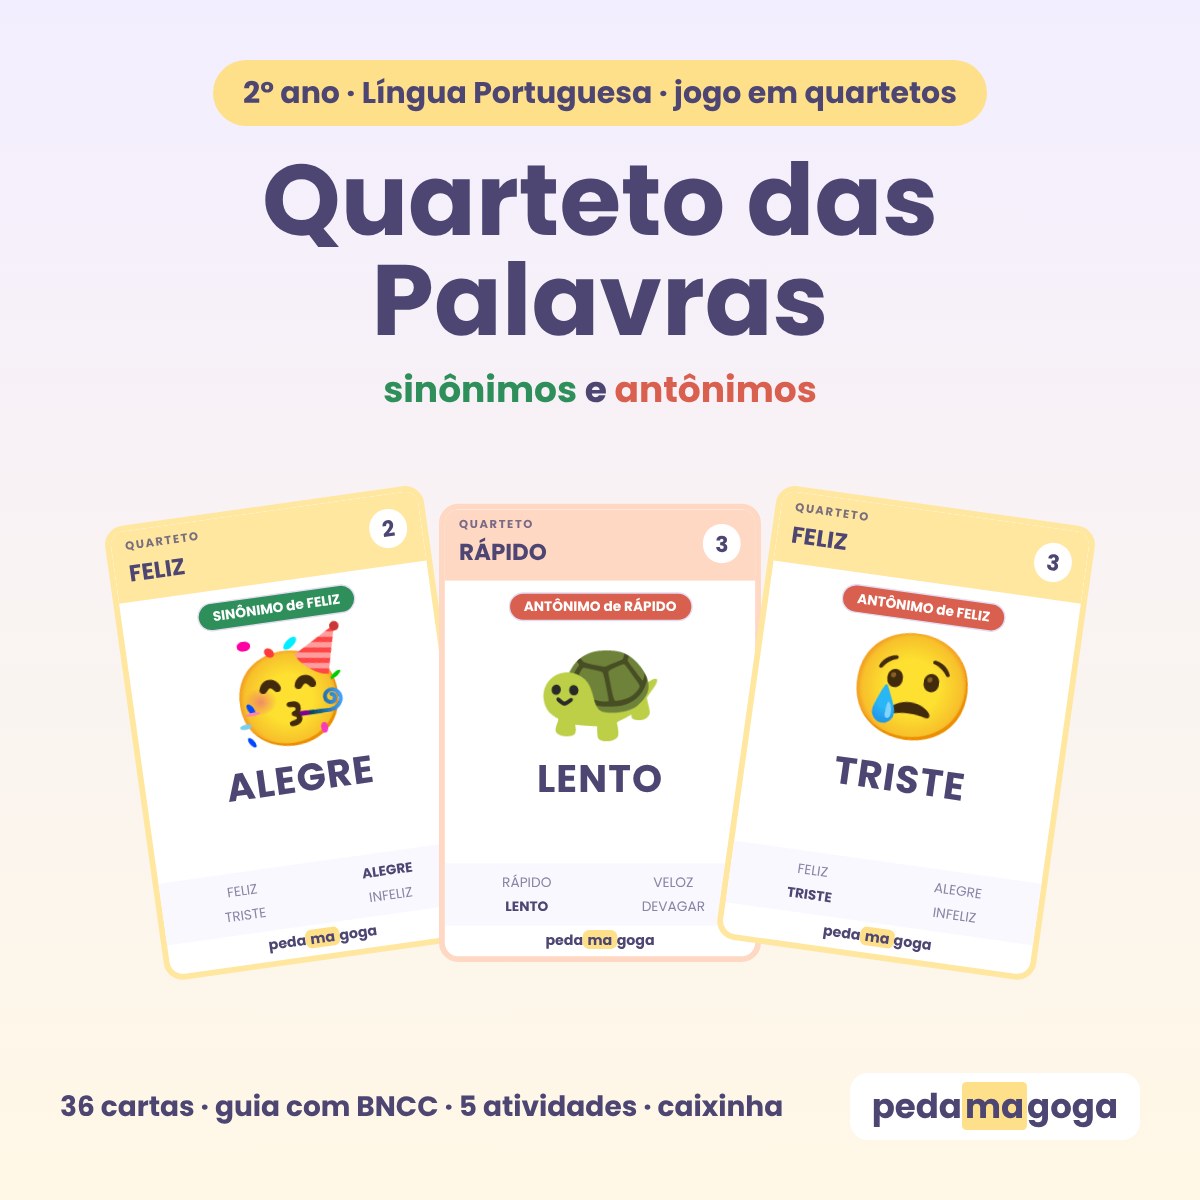 2º ano · Língua Portuguesa · jogo em quartetos
Quarteto das
Palavras
sinônimos e antônimos
QUARTETO
FELIZ
2
SINÔNIMO de FELIZ
ALEGRE
FELIZ
ALEGRE
TRISTE
INFELIZ
pedamagoga
QUARTETO
RÁPIDO
3
ANTÔNIMO de RÁPIDO
LENTO
RÁPIDO
VELOZ
LENTO
DEVAGAR
pedamagoga
QUARTETO
FELIZ
3
ANTÔNIMO de FELIZ
TRISTE
FELIZ
ALEGRE
TRISTE
INFELIZ
pedamagoga
36 cartas · guia com BNCC · 5 atividades · caixinha
pedamagoga